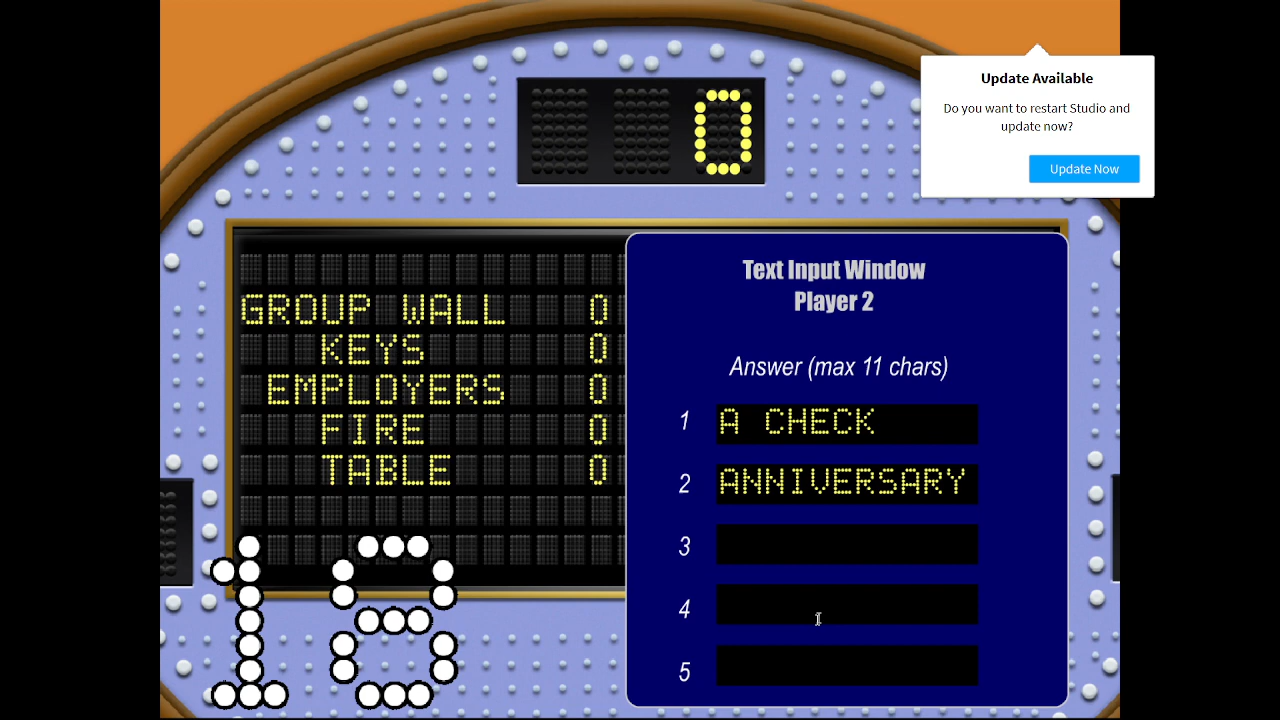 0
Update Available
Do you want to restart Studio and
update now?
Update Now
Text Input Window
Player 2
GROUP WALL 0
KEYS 0
EMPLOYERS 0
FIRE 0
TABLE 0
Answer (max 11 chars)
1 A CHECK
2 ANNIVERSARY
3
4
5
18